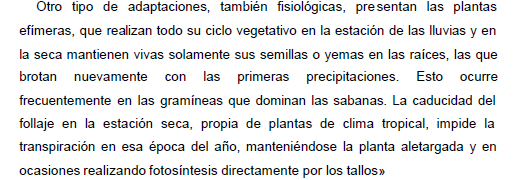 Otro tipo de adaptaciones, también fisiológicas, presentan las plantas
efímeras, que realizan todo su ciclo vegetativo en la estación de las lluvias y en
la seca mantienen vivas solamente sus semillas o yemas en las raíces, las que
brotan nuevamente con las primeras precipitaciones. Esto ocurre
frecuentemente en las gramíneas que dominan las sabanas. La caducidad del
follaje en la estación seca, propia de plantas de clima tropical, impide la
transpiración en esa época del año, manteniéndose la planta aletargada y en
ocasiones realizando fotosíntesis directamente por los tallos»